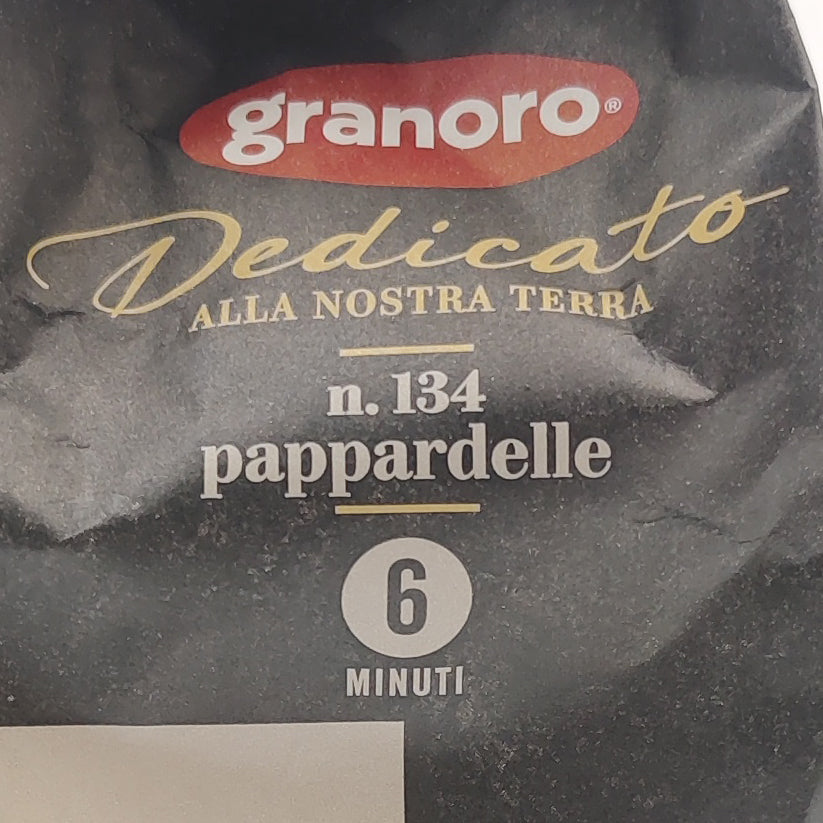 granoro®
Dedicato
ALLA NOSTRA TERRA
n. 134
pappardelle
6
MINUTI